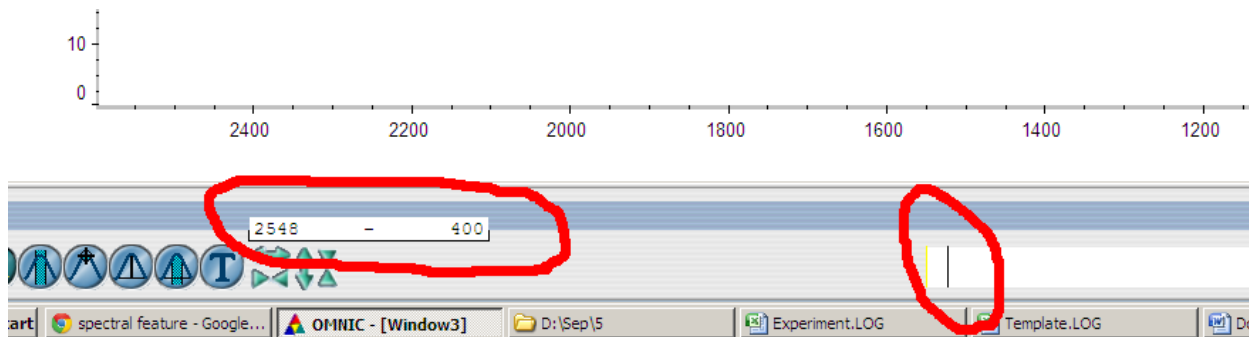 10
0
2400 2200 2000 1800 1600 1400 1200
2548 – 400
T
art spectral feature - Google... OMNIC - [Window3] D:\Sep\5 Experiment.LOG Template.LOG